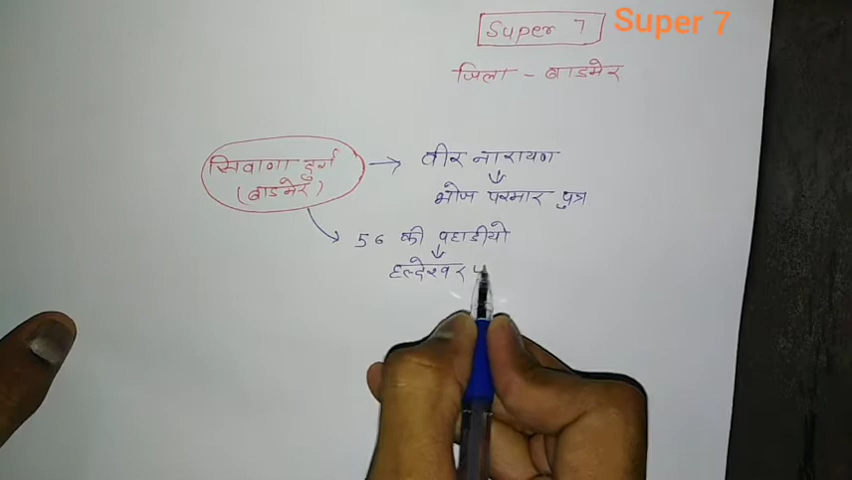 Super 7
Super 7
जिला - बाडमेर
सिवाणा दुर्ग
(बाडमेर)
वीर नारायण
भोज परमार पुत्र
56 की पहाडीयो
हल्देश्वर प